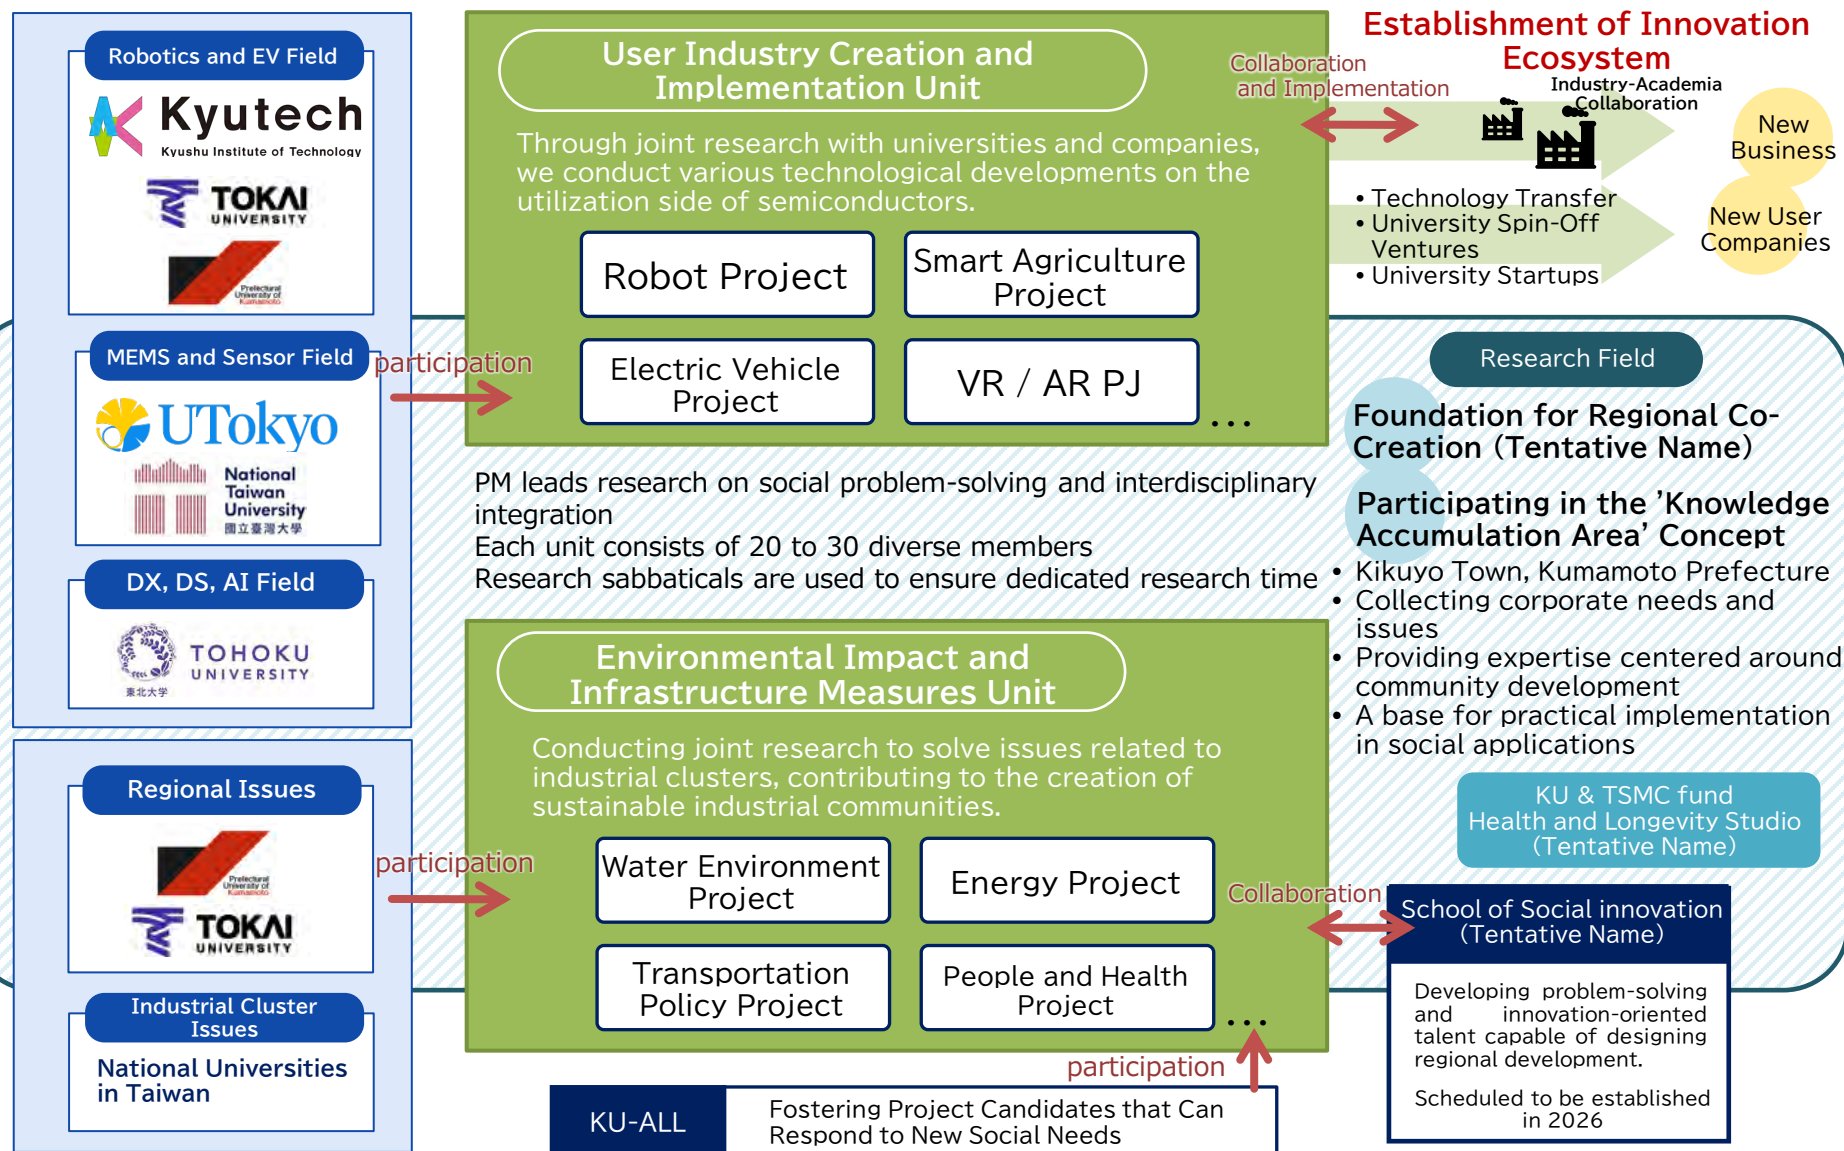 Robotics and EV Field
Kyutech
Kyushu Institute of Technology
TOKAI
UNIVERSITY
Prefectural
University of
Kumamoto
MEMS and Sensor Field
UTokyo
National
Taiwan
University
國立臺灣大學
DX, DS, AI Field
TOHOKU
UNIVERSITY
東北大学
Regional Issues
Prefectural
University of
Kumamoto
TOKAI
UNIVERSITY
Industrial Cluster
Issues
National Universities
in Taiwan
participation
participation
User Industry Creation and
Implementation Unit
Through joint research with universities and companies,
we conduct various technological developments on the
utilization side of semiconductors.
Robot Project
Smart Agriculture
Project
Electric Vehicle
Project
VR / AR PJ
...
PM leads research on social problem-solving and interdisciplinary
integration
Each unit consists of 20 to 30 diverse members
Research sabbaticals are used to ensure dedicated research time
Environmental Impact and
Infrastructure Measures Unit
Conducting joint research to solve issues related to
industrial clusters, contributing to the creation of
sustainable industrial communities.
Water Environment
Project
Energy Project
Transportation
Policy Project
People and Health
Project
...
participation
KU-ALL
Fostering Project Candidates that Can
Respond to New Social Needs
Establishment of Innovation
Ecosystem
Collaboration
and Implementation
Industry-Academia
Collaboration
New
Business
• Technology Transfer
• University Spin-Off
Ventures
• University Startups
New User
Companies
Research Field
Foundation for Regional Co-
Creation (Tentative Name)
Participating in the 'Knowledge
Accumulation Area' Concept
• Kikuyo Town, Kumamoto Prefecture
• Collecting corporate needs and
issues
• Providing expertise centered around
community development
• A base for practical implementation
in social applications
KU & TSMC fund
Health and Longevity Studio
(Tentative Name)
Collaboration
School of Social innovation
(Tentative Name)
Developing problem-solving
and innovation-oriented
talent capable of designing
regional development.
Scheduled to be established
in 2026